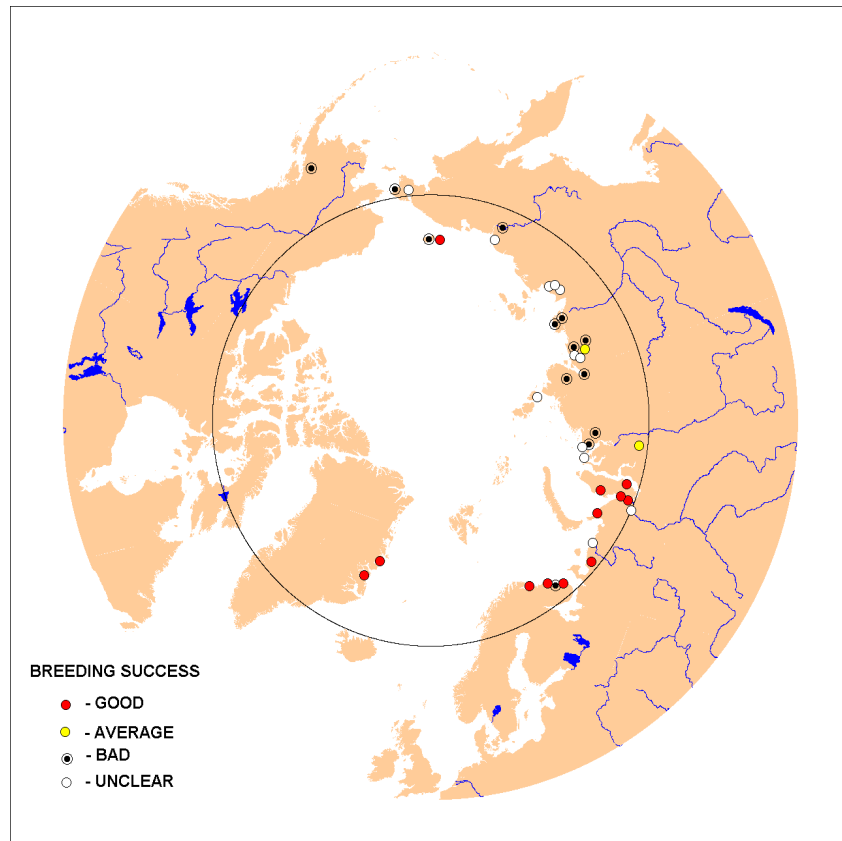 BREEDING SUCCESS
- GOOD
- AVERAGE
- BAD
- UNCLEAR